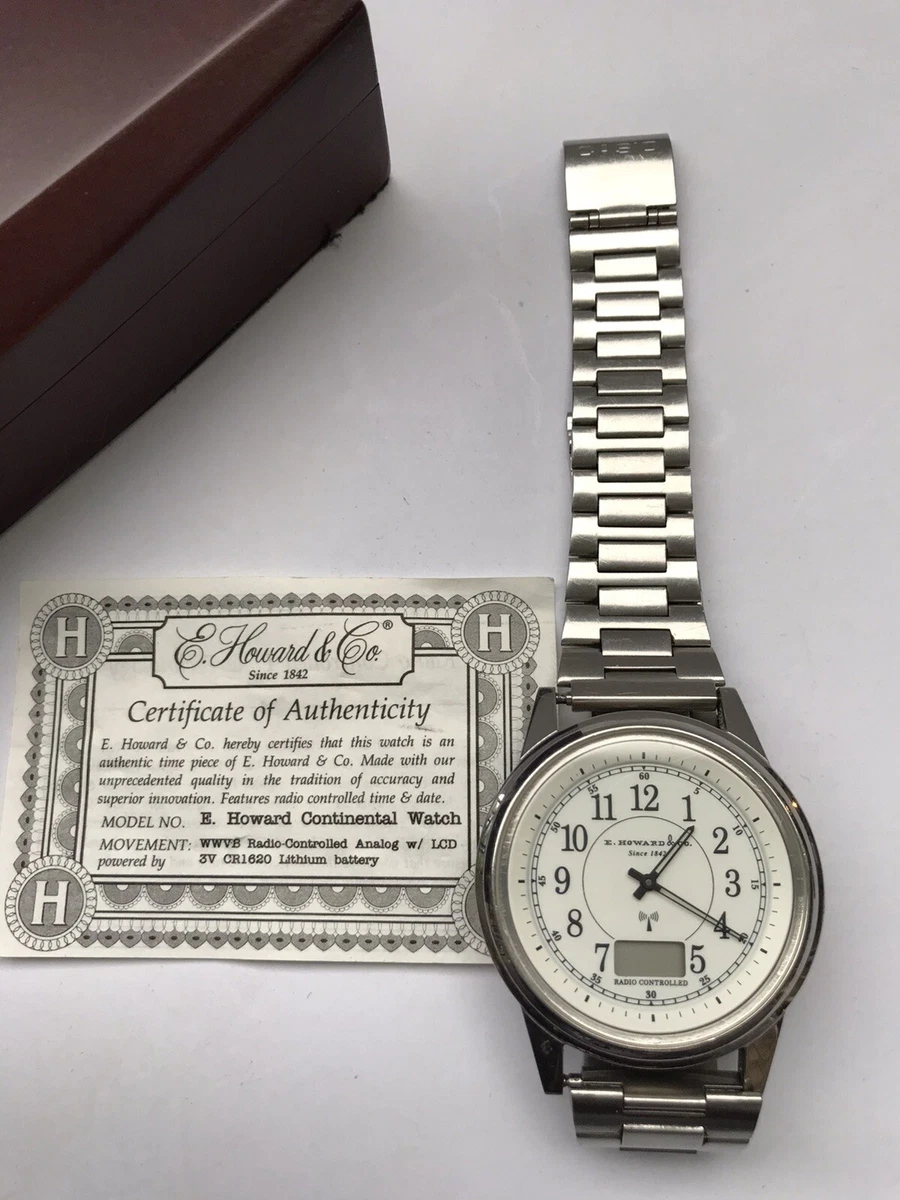 H
H
E. Howard & Co.®
Since 1842
Certificate of Authenticity
E. Howard & Co. hereby certifies that this watch is an
authentic time piece of E. Howard & Co. Made with our
unprecedented quality in the tradition of accuracy and
superior innovation. Features radio controlled time & date.
MODEL NO. E. Howard Continental Watch
MOVEMENT: WWVB Radio-Controlled Analog w/ LCD
powered by 3V CR1620 Lithium battery
H
60
55 5
12
11 1
50 10
10 2
E. HOWARD & CO.
Since 1842
45 9 3 15
8 4
40
7 5
35 25
RADIO CONTROLLED
30